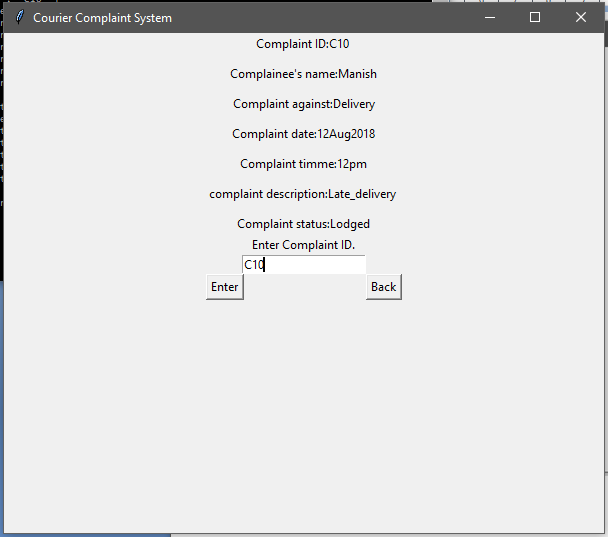 Courier Complaint System
Complaint ID:C10
Complainee's name:Manish
Complaint against:Delivery
Complaint date:12Aug2018
Complaint timme:12pm
complaint description:Late_delivery
Complaint status:Lodged
Enter Complaint ID.
C10
Enter Back